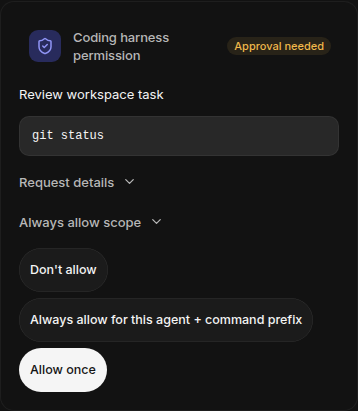 Coding harness
permission
Approval needed
Review workspace task
git status
Request details
Always allow scope
Don't allow
Always allow for this agent + command prefix
Allow once